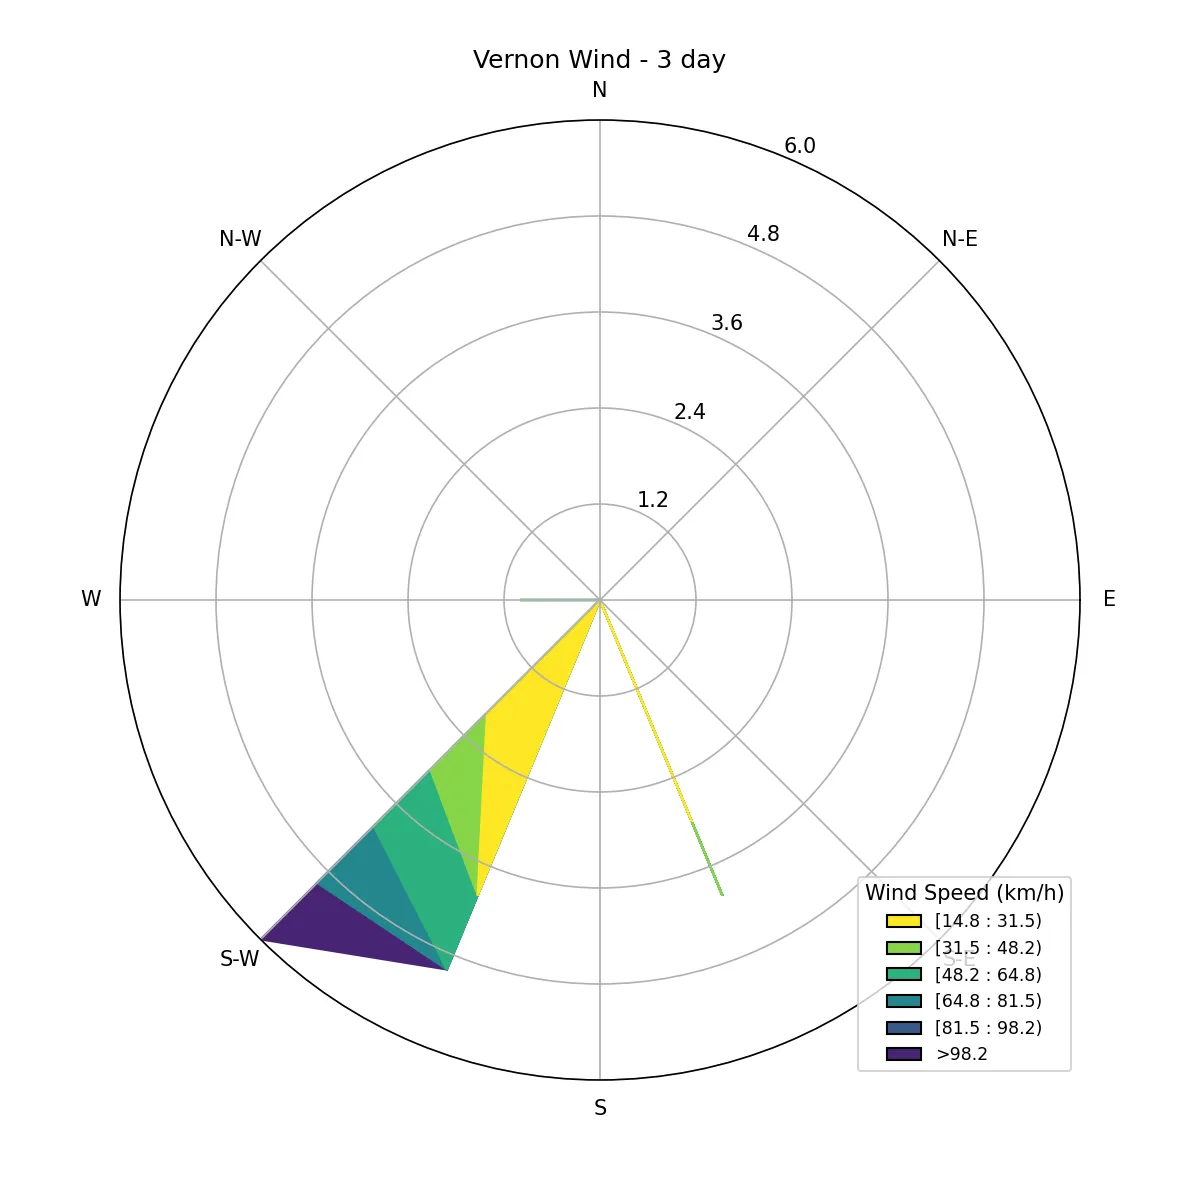 Vernon Wind - 3 day
N
6.0
N-W
4.8
N-E
3.6
2.4
1.2
W
E
Wind Speed (km/h)
[14.8 : 31.5)
[31.5 : 48.2)
S-W
S-E
[48.2 : 64.8)
[64.8 : 81.5)
[81.5 : 98.2)
>98.2
S